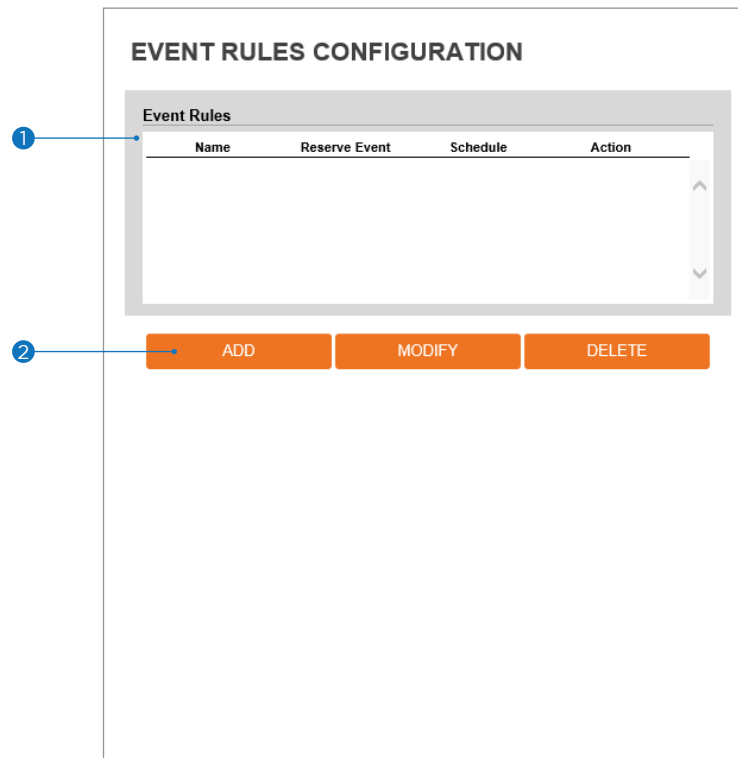 EVENT RULES CONFIGURATION
Event Rules
1
Name Reserve Event Schedule Action
2
ADD MODIFY DELETE